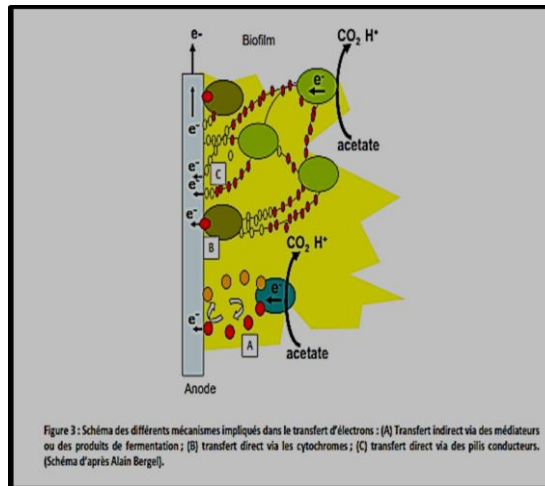 e-
Biofilm
CO₂ H⁺
e⁻
acetate
e⁻
C
e⁻
e⁻
B
CO₂ H⁺
e⁻
e⁻
A
acetate
Anode
Figure 3 : Schéma des différents mécanismes impliqués dans le transfert d'électrons : (A) Transfert indirect via des médiateurs
ou des produits de fermentation ; (B) transfert direct via les cytochromes ; (C) transfert direct via des pilis conducteurs.
(Schéma d'après Alain Bergel).